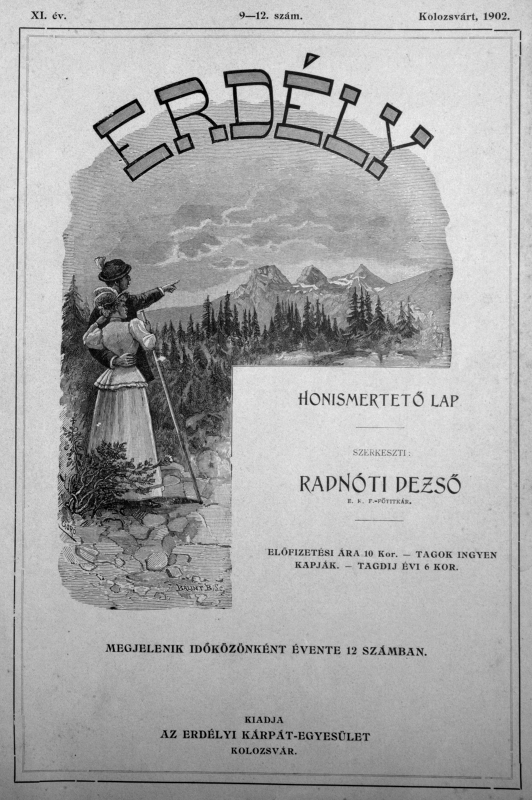 XI. év. 9—12. szám. Kolozsvárt, 1902.
ERDÉLY
HONISMERTETŐ LAP
SZERKESZTI:
RADNÓTI DEZSŐ
E. K. E.-FŐTITKÁR.
ELŐFIZETÉSI ÁRA 10 Kor. — TAGOK INGYEN
KAPJÁK. — TAGDIJ ÉVI 6 KOR.
MEGJELENIK IDŐKÖZÖNKÉNT ÉVENTE 12 SZÁMBAN.
KIADJA
AZ ERDÉLYI KÁRPÁT-EGYESÜLET
KOLOZSVÁR.